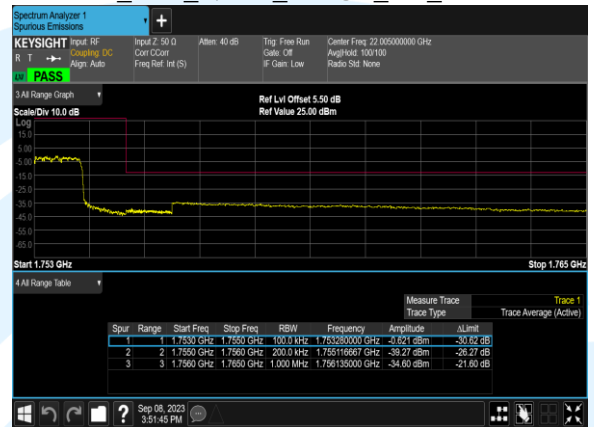 Spectrum Analyzer 1
Spurious Emissions
+
KEYSIGHT Input: RF Input Z: 50 Ω Atten: 40 dB Trig: Free Run Center Freq: 22.005000000 GHz
R T Coupling: DC Corr CCorr Gate: Off Avg|Hold: 100/100
Align: Auto Freq Ref: Int (S) IF Gain: Low Radio Std: None
LV PASS
3 All Range Graph
Ref Lvl Offset 5.50 dB
Scale/Div 10.0 dB Ref Value 25.00 dBm
Log
15.0
5.00
-5.00
-15.0
-25.0
-35.0
-45.0
-55.0
-65.0
Start 1.753 GHz Stop 1.765 GHz
4 All Range Table
Measure Trace Trace 1
Trace Type Trace Average (Active)
Spur Range Start Freq Stop Freq RBW Frequency Amplitude ΔLimit
1 1 1.7530 GHz 1.7550 GHz 100.0 kHz 1.753280000 GHz -0.621 dBm -30.62 dB
2 2 1.7550 GHz 1.7560 GHz 200.0 kHz 1.755116667 GHz -39.27 dBm -26.27 dB
3 3 1.7560 GHz 1.7650 GHz 1.000 MHz 1.756135000 GHz -34.60 dBm -21.60 dB
? Sep 08, 2023
3:51:45 PM